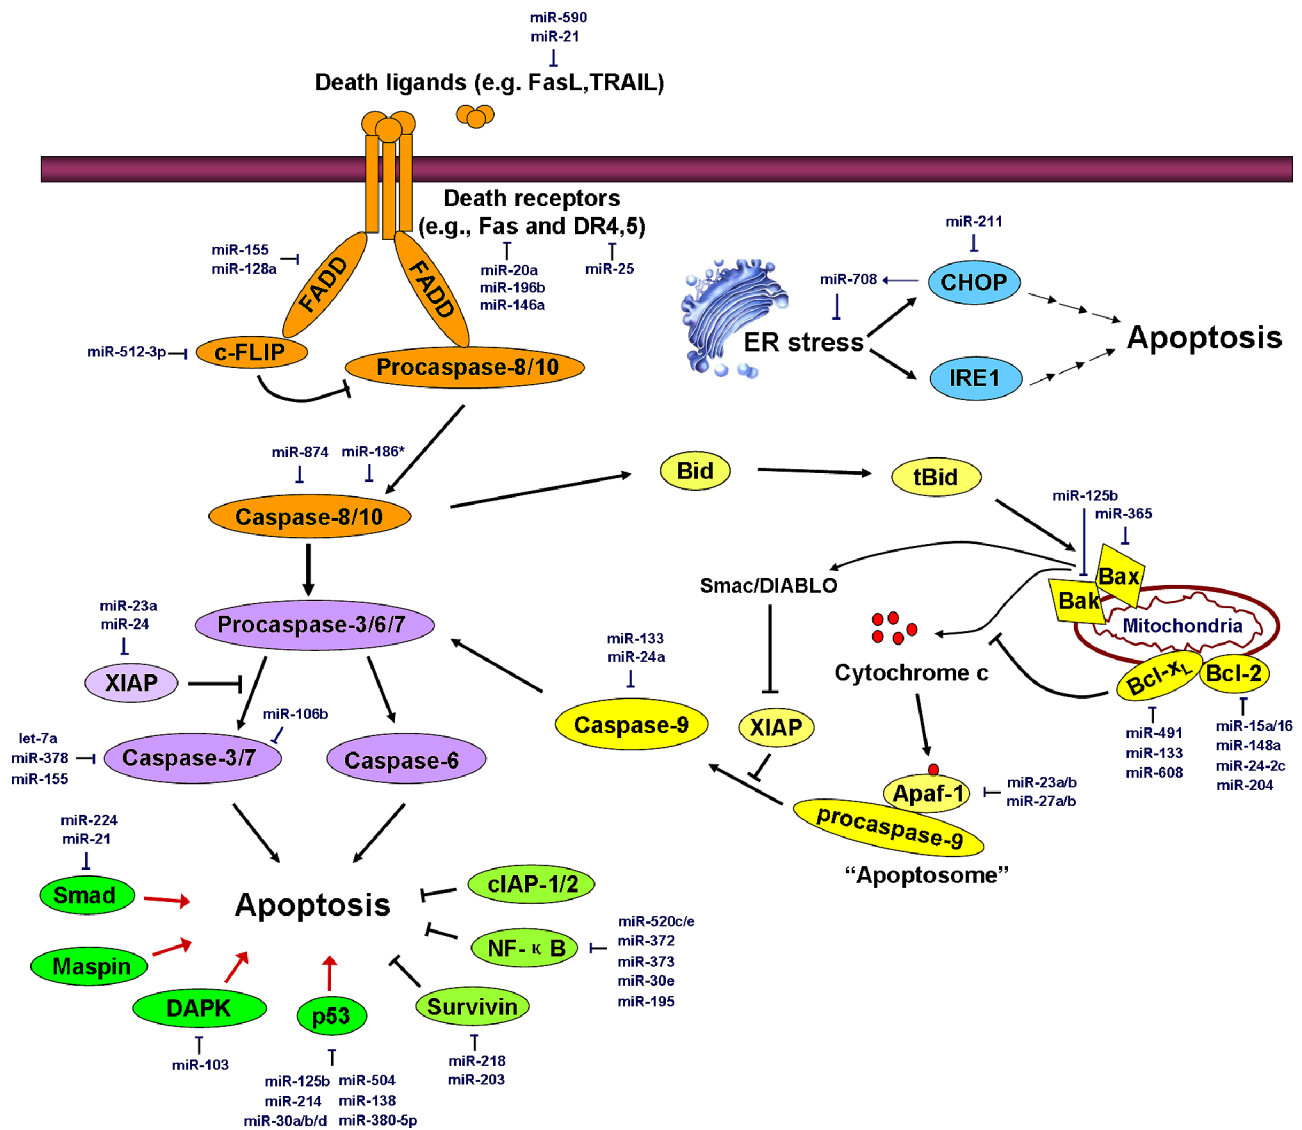 miR-590
miR-21
Death ligands (e.g. FasL,TRAIL)
Death receptors
(e.g., Fas and DR4,5)
miR-155
miR-128a
FADD
FADD
miR-20a
miR-196b
miR-146a
miR-25
miR-211
miR-708
CHOP
ER stress
Apoptosis
IRE1
miR-512-3p
c-FLIP
Procaspase-8/10
miR-874
miR-186*
Caspase-8/10
Bid
tBid
miR-125b
miR-365
Bax
Bak
Mitochondria
Bcl-xL
Bcl-2
miR-491
miR-133
miR-608
miR-15a/16
miR-148a
miR-24-2c
miR-204
Smac/DIABLO
Cytochrome c
miR-23a
miR-24
Procaspase-3/6/7
XIAP
miR-133
miR-24a
Caspase-9
XIAP
miR-106b
let-7a
miR-378
miR-155
Caspase-3/7
Caspase-6
Apaf-1
miR-23a/b
miR-27a/b
procaspase-9
“Apoptosome”
miR-224
miR-21
Smad
Apoptosis
cIAP-1/2
Maspin
NF-κB
miR-520c/e
miR-372
miR-373
miR-30e
miR-195
DAPK
p53
Survivin
miR-103
miR-218
miR-203
miR-125b
miR-214
miR-30a/b/d
miR-504
miR-138
miR-380-5p